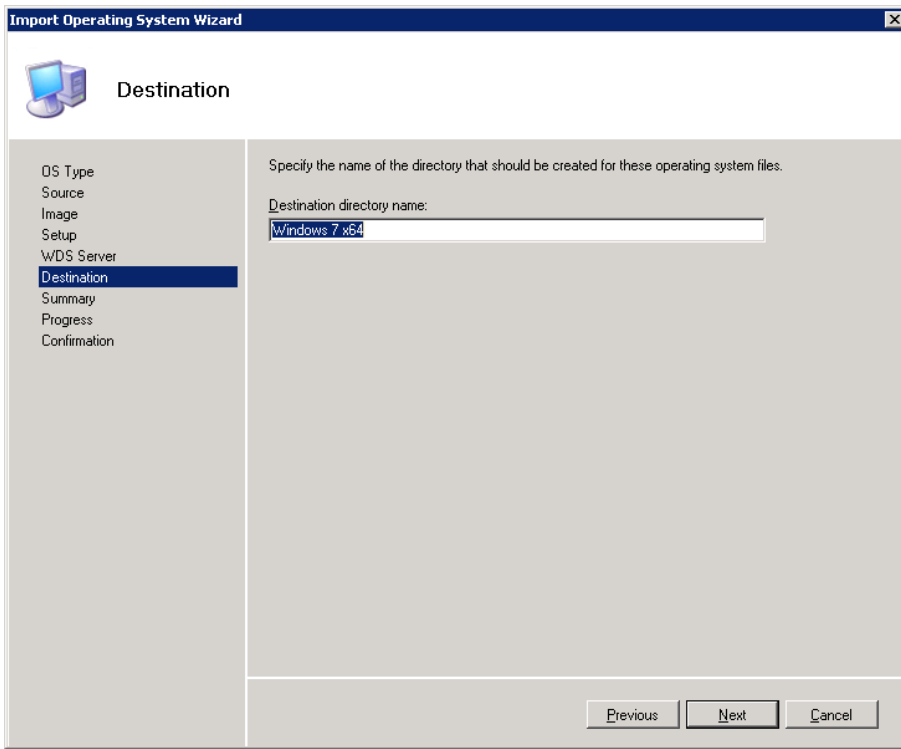 Import Operating System Wizard
Destination
OS Type
Source
Image
Setup
WDS Server
Destination
Summary
Progress
Confirmation
Specify the name of the directory that should be created for these operating system files.
Destination directory name:
Windows 7 x64
Previous
Next
Cancel